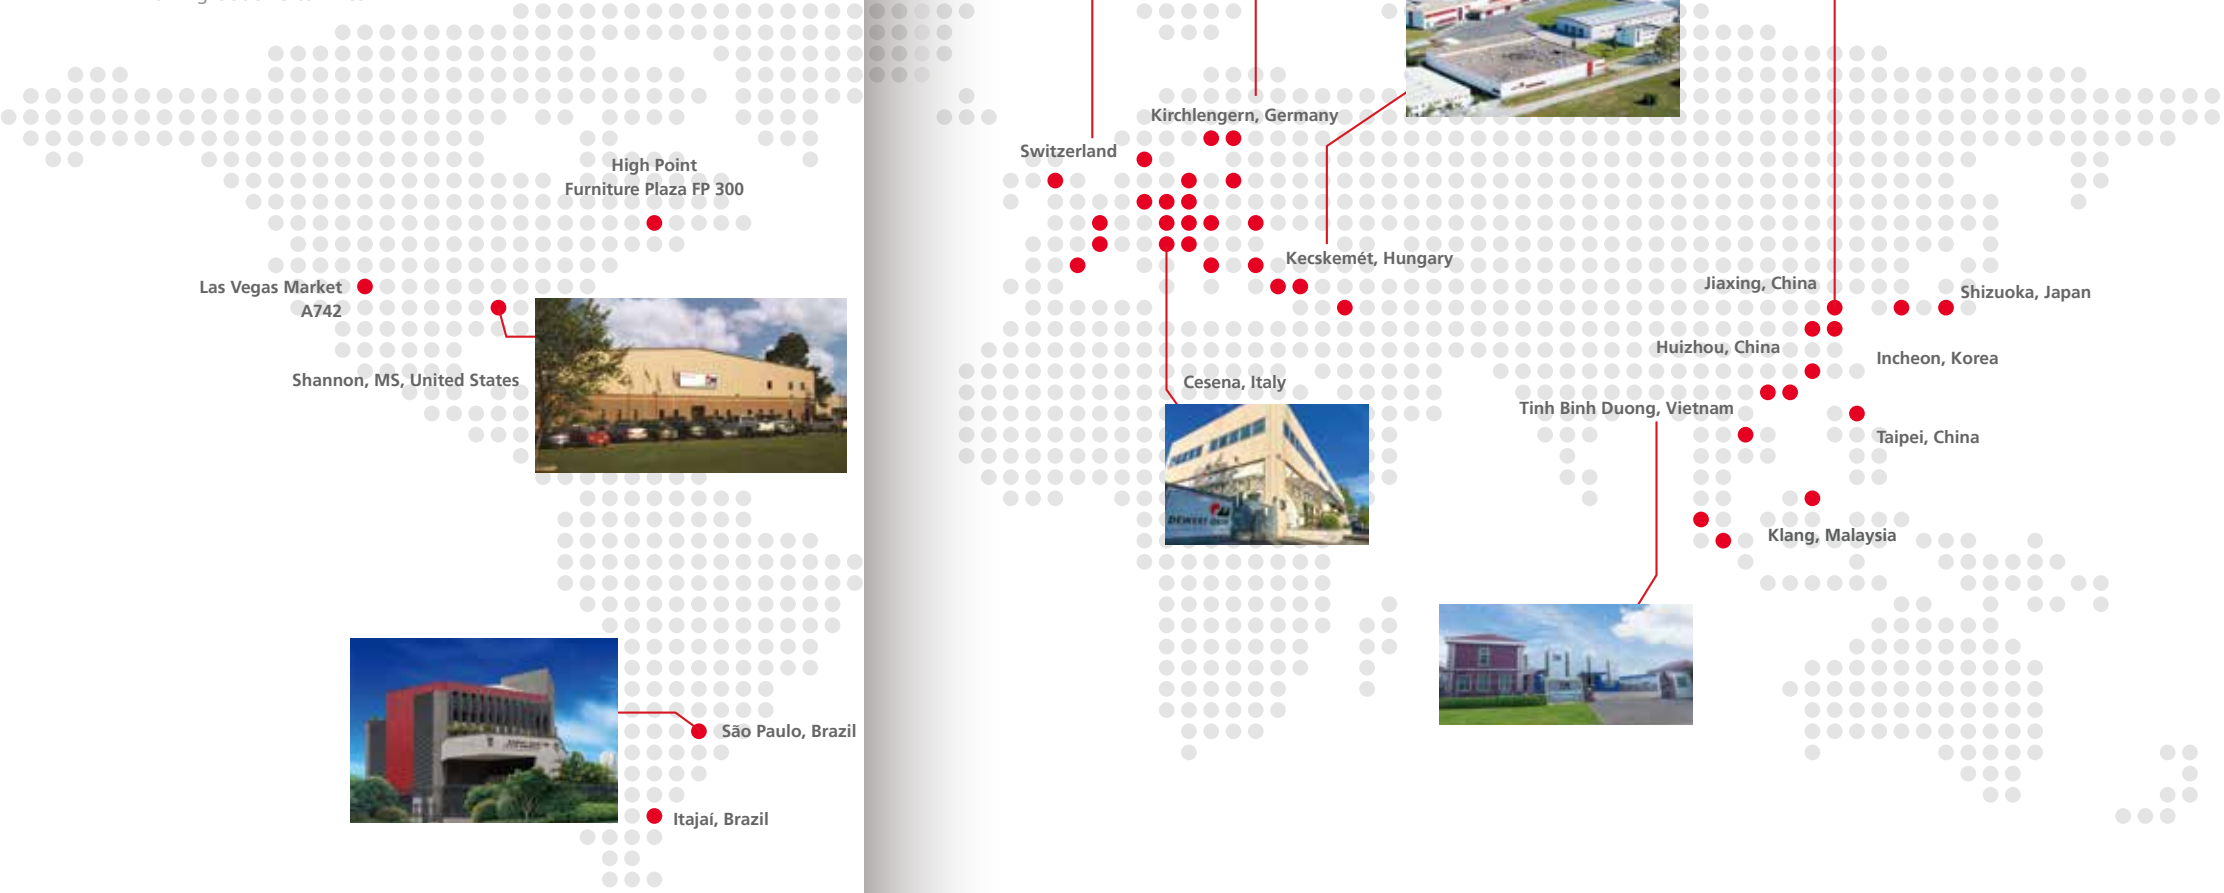 High Point
Furniture Plaza FP 300
Las Vegas Market
A742
Shannon, MS, United States
São Paulo, Brazil
Itajaí, Brazil
Kirchlengern, Germany
Switzerland
Kecskemét, Hungary
Cesena, Italy
Jiaxing, China
Shizuoka, Japan
Huizhou, China
Incheon, Korea
Tinh Binh Duong, Vietnam
Taipei, China
Klang, Malaysia
DEWERT